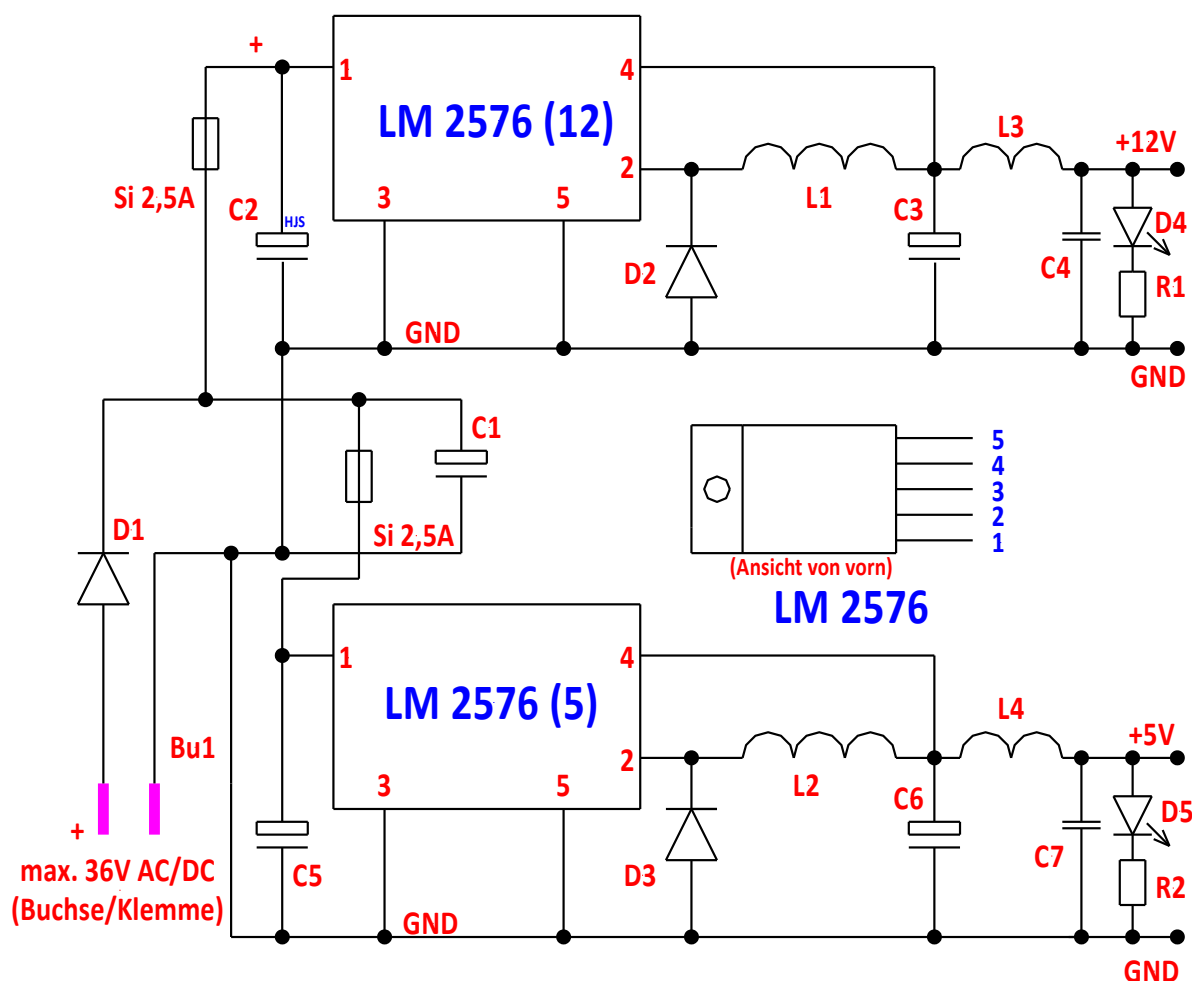 +
1
4
LM 2576 (12)
L3
+12V
2
Si 2,5A
C2
HJS
3
5
L1
C3
D4
D2
C4
R1
GND
GND
C1
5
4
3
2
1
D1
Si 2,5A
(Ansicht von vorn)
LM 2576
1
4
LM 2576 (5)
L4
+5V
Bu1
2
3
5
L2
C6
D5
+
max. 36V AC/DC
(Buchse/Klemme)
C5
D3
C7
R2
GND
GND